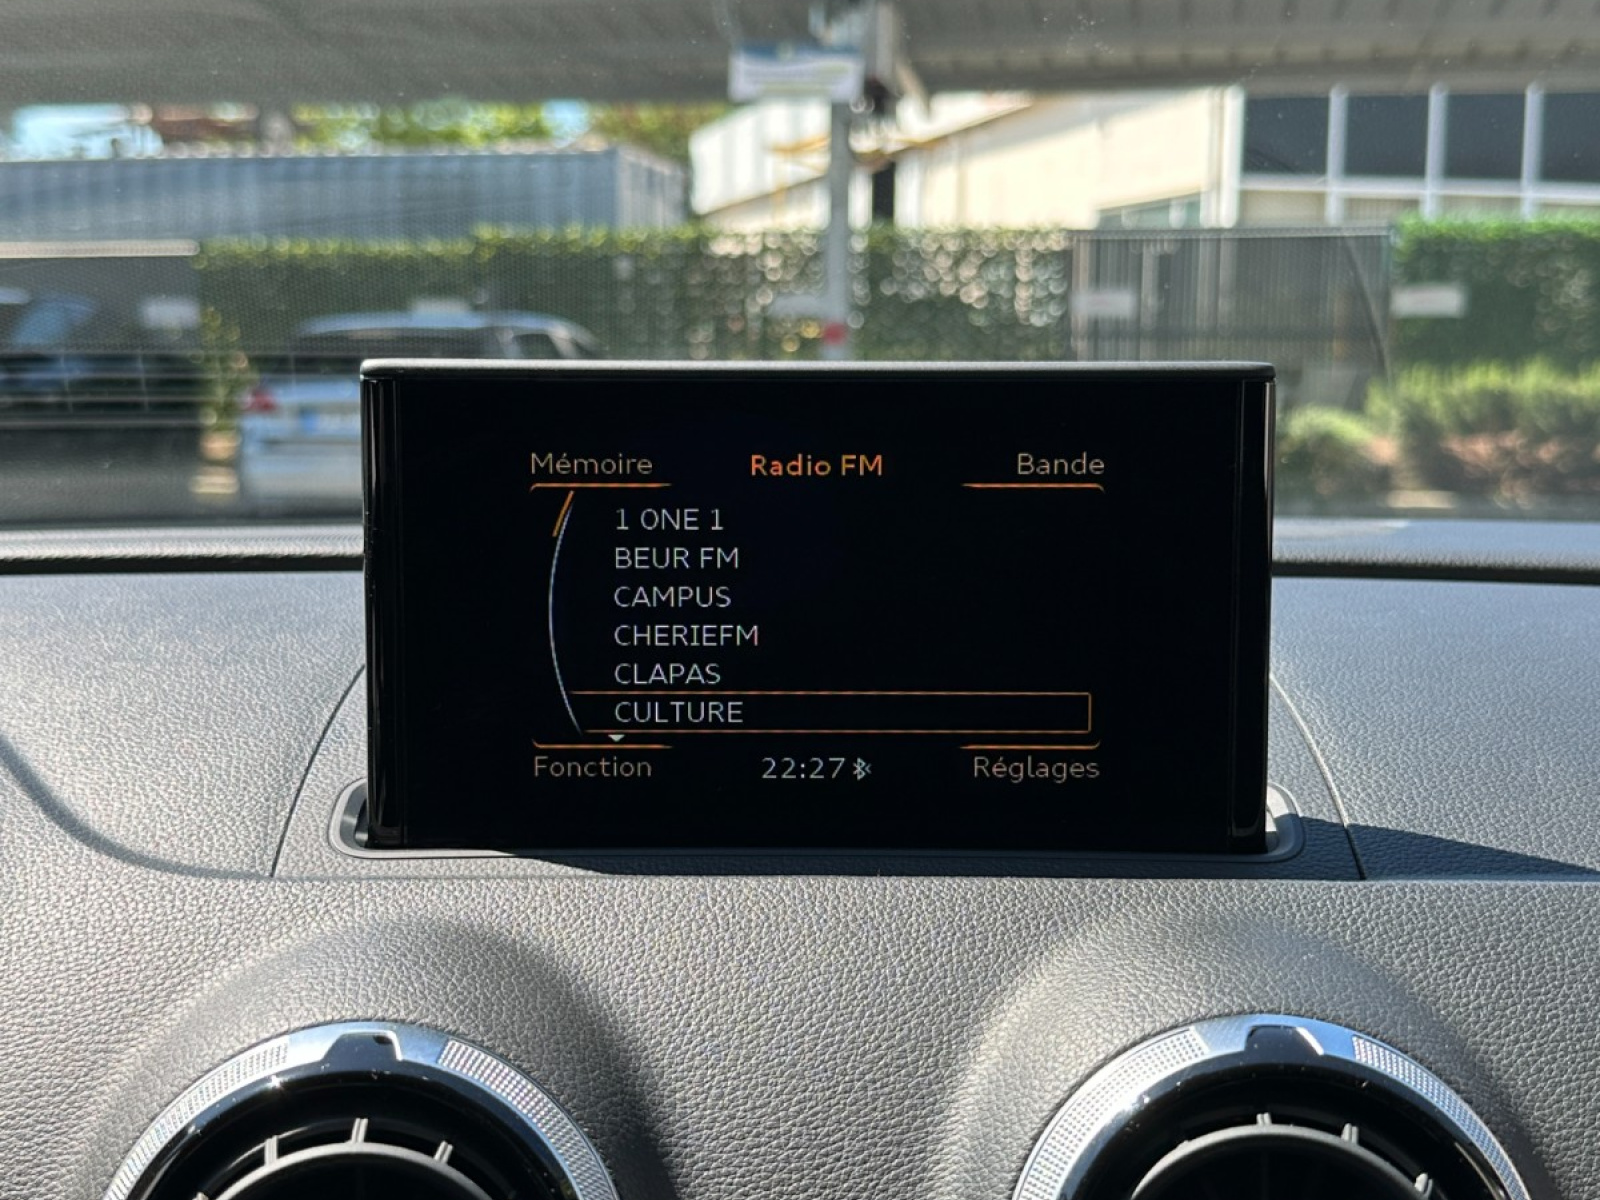 Mémoire Radio FM Bande
1 ONE 1
BEUR FM
CAMPUS
CHERIEFM
CLAPAS
CULTURE
Fonction 22:27 Réglages